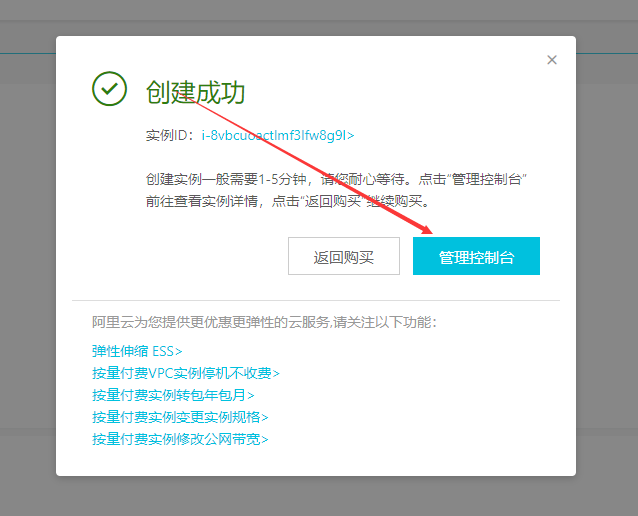 创建成功
实例ID：i-8vbcuoactlmf3lfw8g9l>
创建实例一般需要1-5分钟，请您耐心等待。点击"管理控制台"
前往查看实例详情，点击"返回购买"继续购买。
返回购买
管理控制台
阿里云为您提供更优惠更弹性的云服务,请关注以下功能：
弹性伸缩 ESS>
按量付费VPC实例停机不收费>
按量付费实例转包年包月>
按量付费实例变更实例规格>
按量付费实例修改公网带宽>